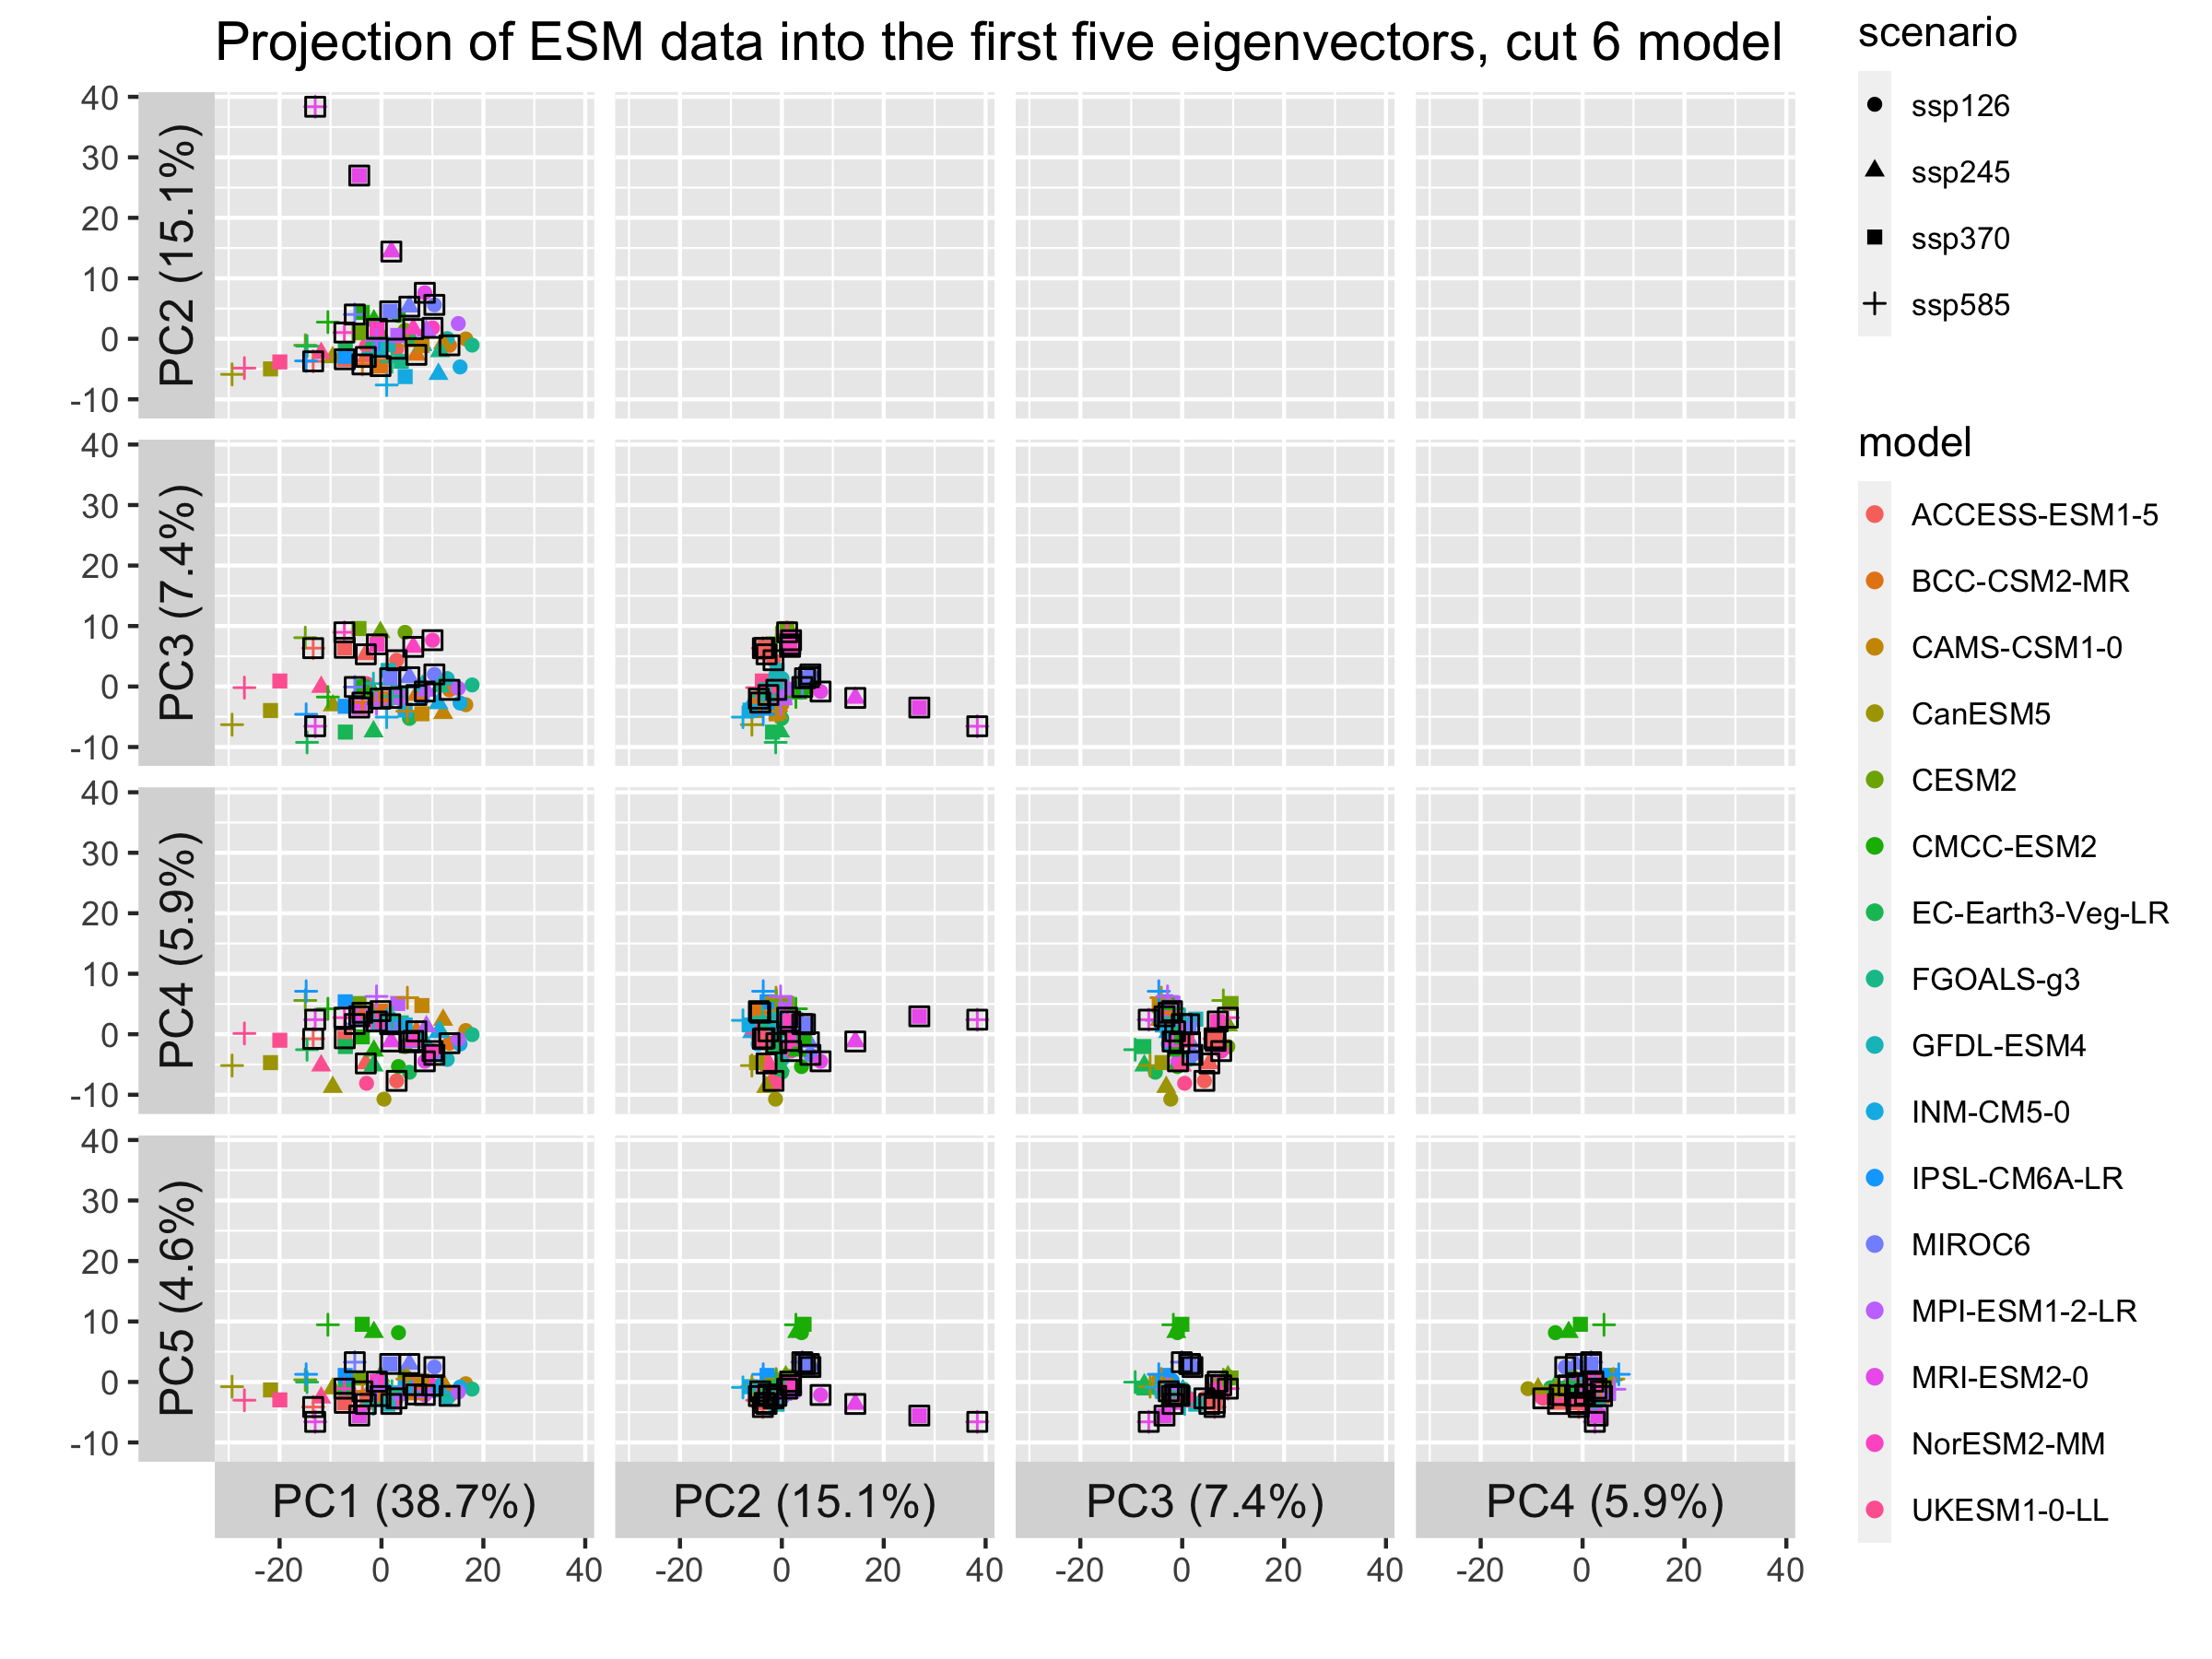 Projection of ESM data into the first five eigenvectors, cut 6 model
PC2 (15.1%)
40
30
20
10
0
-10
PC3 (7.4%)
40
30
20
10
0
-10
PC4 (5.9%)
40
30
20
10
0
-10
PC5 (4.6%)
40
30
20
10
0
-10
PC1 (38.7%)
PC2 (15.1%)
PC3 (7.4%)
PC4 (5.9%)
-20 0 20 40
-20 0 20 40
-20 0 20 40
-20 0 20 40
scenario
ssp126
ssp245
ssp370
ssp585
model
ACCESS-ESM1-5
BCC-CSM2-MR
CAMS-CSM1-0
CanESM5
CESM2
CMCC-ESM2
EC-Earth3-Veg-LR
FGOALS-g3
GFDL-ESM4
INM-CM5-0
IPSL-CM6A-LR
MIROC6
MPI-ESM1-2-LR
MRI-ESM2-0
NorESM2-MM
UKESM1-0-LL